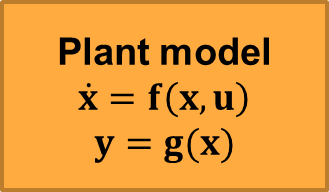 Plant model
ẋ = f(x, u)
y = g(x)